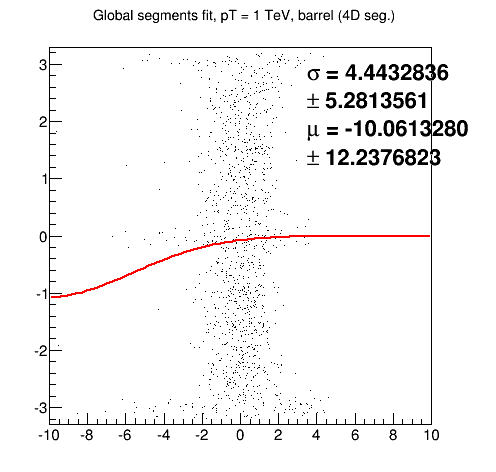 Global segments fit, pT = 1 TeV, barrel (4D seg.)
σ = 4.4432836
± 5.2813561
μ = -10.0613280
± 12.2376823
3
2
1
0
-1
-2
-3
-10 -8 -6 -4 -2 0 2 4 6 8 10